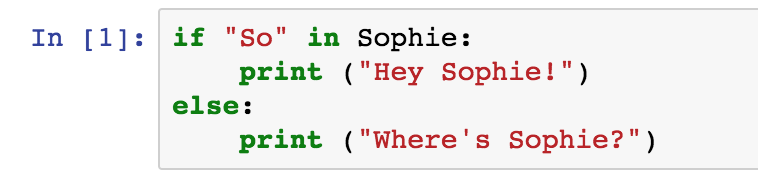 In [1]: if "So" in Sophie:
print ("Hey Sophie!")
else:
print ("Where's Sophie?")